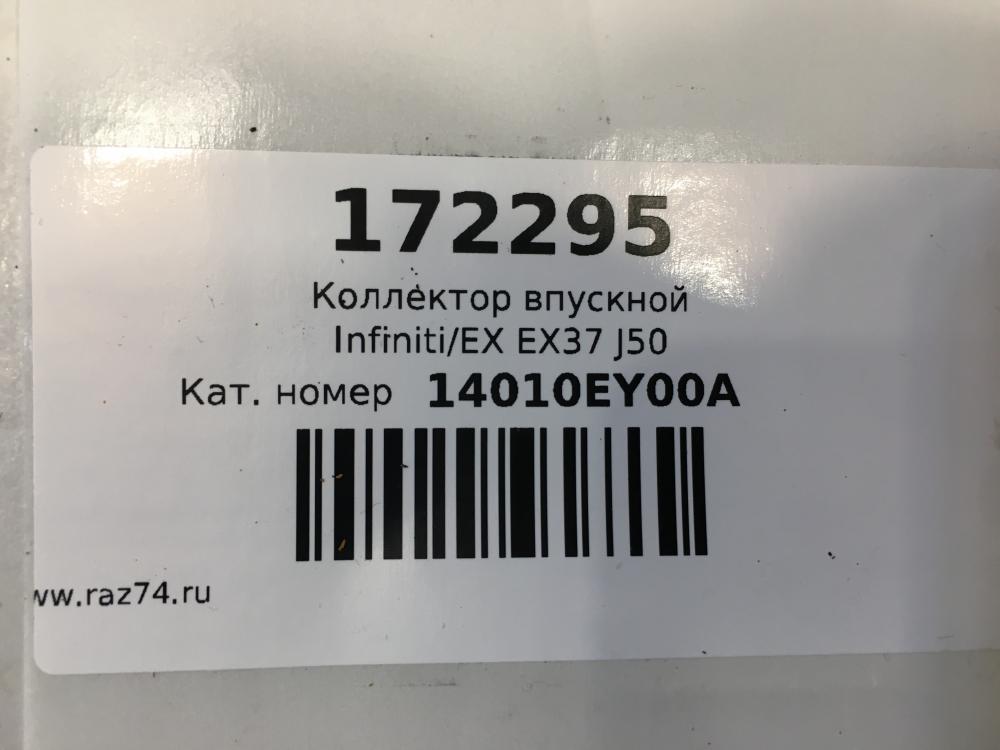 172295
Коллектор впускной
Infiniti/EX EX37 J50
Кат. номер 14010EY00A
ww.raz74.ru